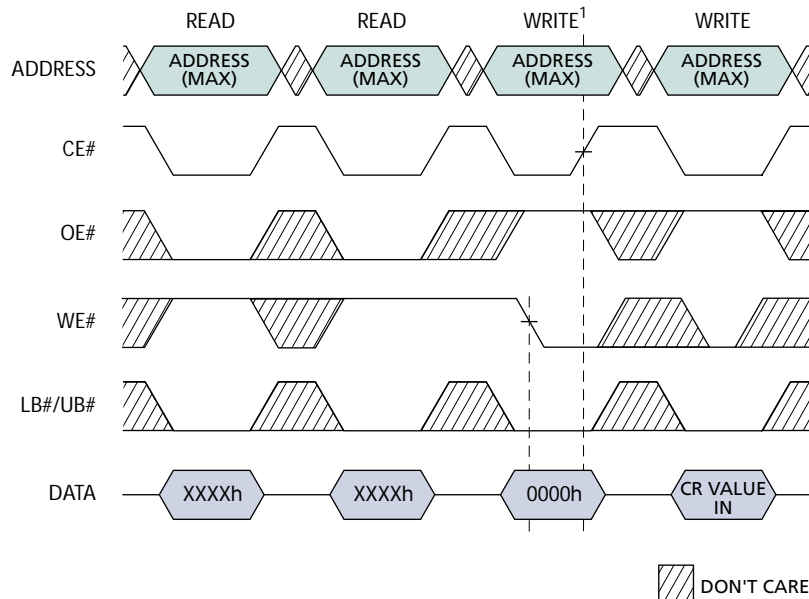 READ READ WRITE1 WRITE
ADDRESS ADDRESS ADDRESS ADDRESS ADDRESS
(MAX) (MAX) (MAX) (MAX)
CE#
OE#
WE#
LB#/UB#
DATA XXXXh XXXXh 0000h CR VALUE
IN
DON'T CARE